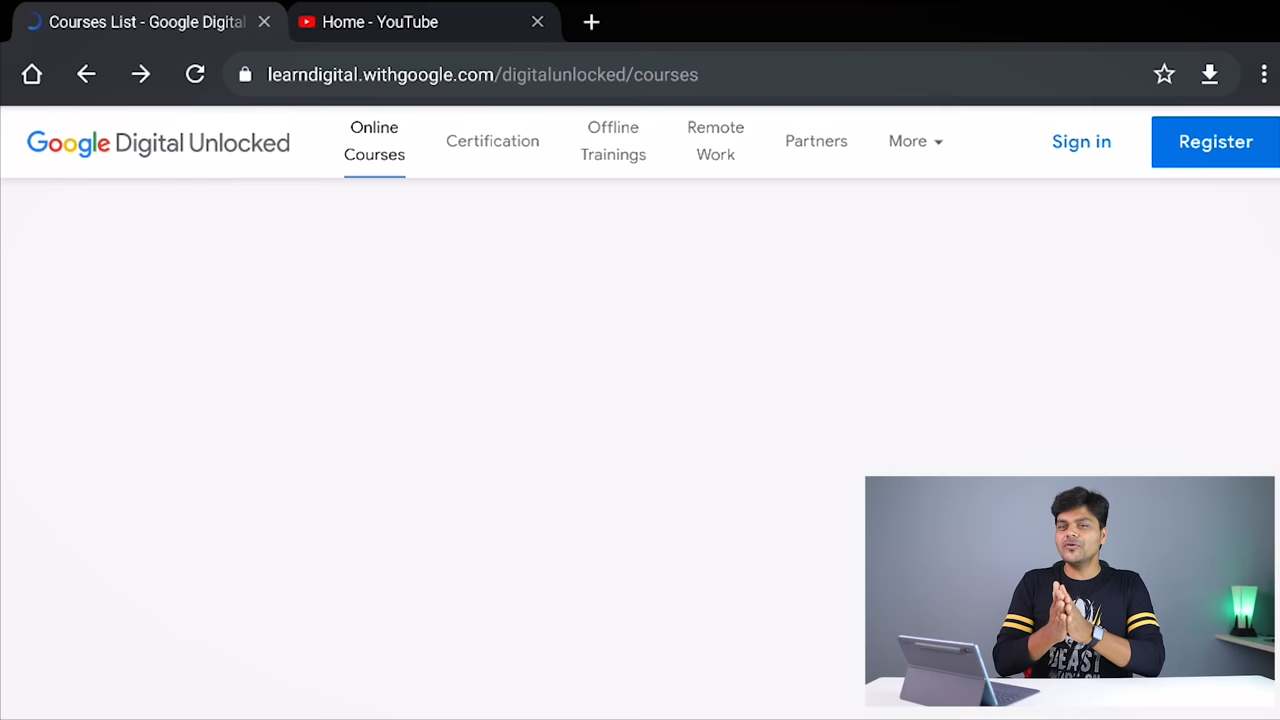 Courses List - Google Digital
Home - YouTube
learndigital.withgoogle.com/digitalunlocked/courses
Google Digital Unlocked
Online
Courses
Certification
Offline
Trainings
Remote
Work
Partners
More
Sign in
Register
BEAST